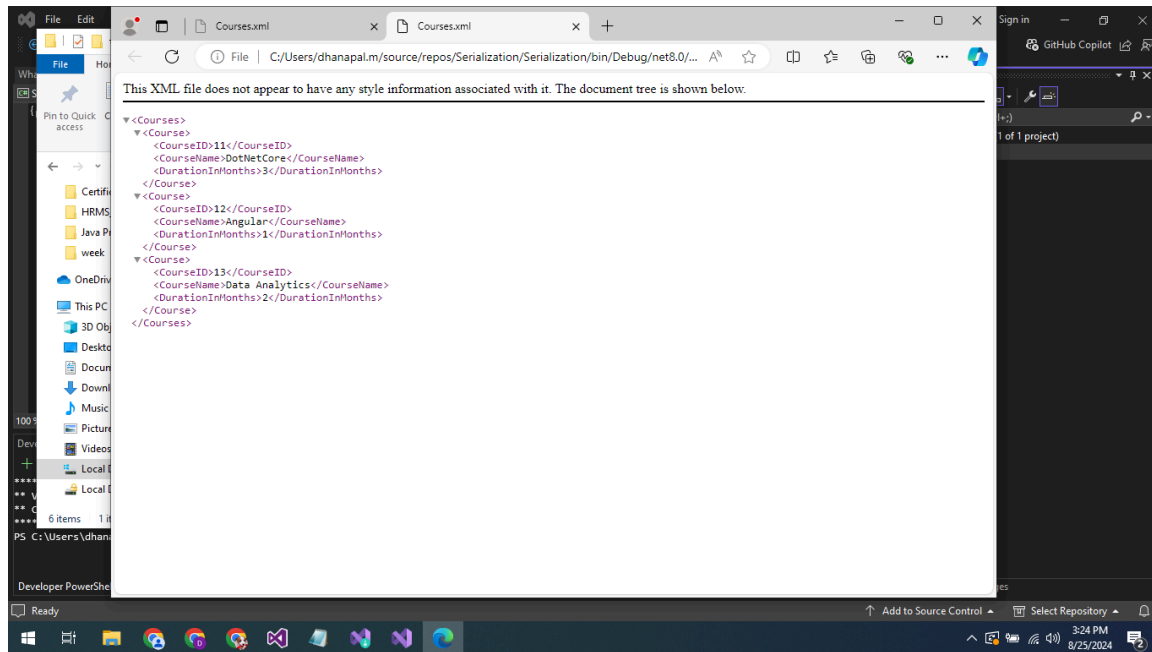 File Edit
Courses.xml
Courses.xml
Sign in
File C:/Users/dhanapal.m/source/repos/Serialization/Serialization/bin/Debug/net8.0/...
GitHub Copilot
File
This XML file does not appear to have any style information associated with it. The document tree is shown below.
Pin to Quick
access
1 of 1 project)
<Courses>
<Course>
<CourseID>11</CourseID>
<CourseName>DotNetCore</CourseName>
<DurationInMonths>3</DurationInMonths>
</Course>
<Course>
<CourseID>12</CourseID>
<CourseName>Angular</CourseName>
<DurationInMonths>1</DurationInMonths>
</Course>
<Course>
<CourseID>13</CourseID>
<CourseName>Data Analytics</CourseName>
<DurationInMonths>2</DurationInMonths>
</Course>
</Courses>
Certific
HRMS
Java Pr
week
OneDriv
This PC
3D Obj
Deskto
Docum
Downl
Music
Picture
Videos
Local D
Local D
6 items
100 %
PS C:\Users\dhana
Developer PowerShe
Ready
Add to Source Control
Select Repository
3:24 PM
8/25/2024